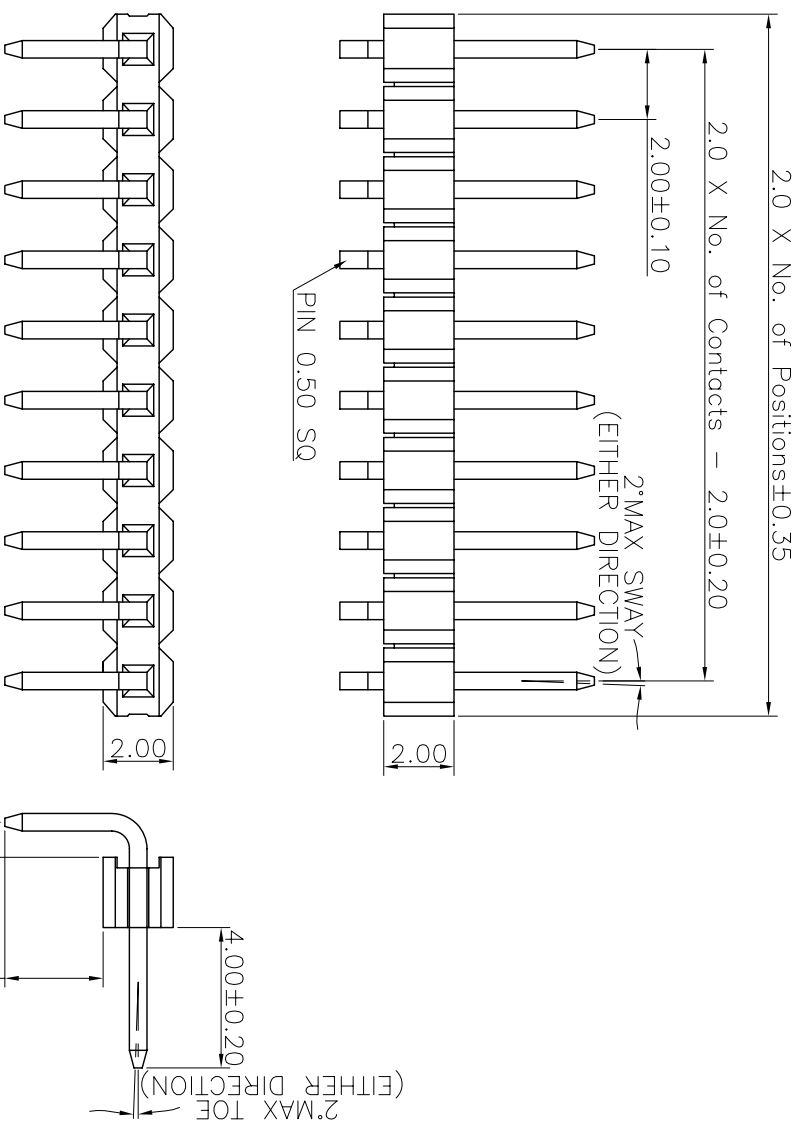 2.0 X No. of Positions±0.35
2.0 X No. of Contacts - 2.0±0.20
2.00±0.10
2°MAX SWAY
(EITHER DIRECTION)
PIN 0.50 SQ
2.00
2.00
4.00±0.20
2°MAX TOE
(EITHER DIRECTION)